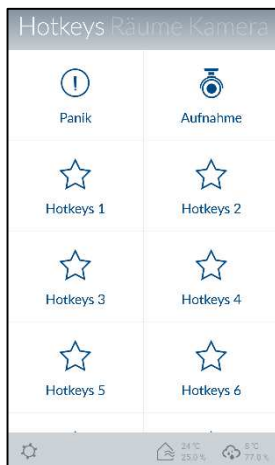 Hotkeys Räume Kamera
Panik
Aufnahme
Hotkeys 1
Hotkeys 2
Hotkeys 3
Hotkeys 4
Hotkeys 5
Hotkeys 6
24 °C
25.0 %
8 °C
77.0 %